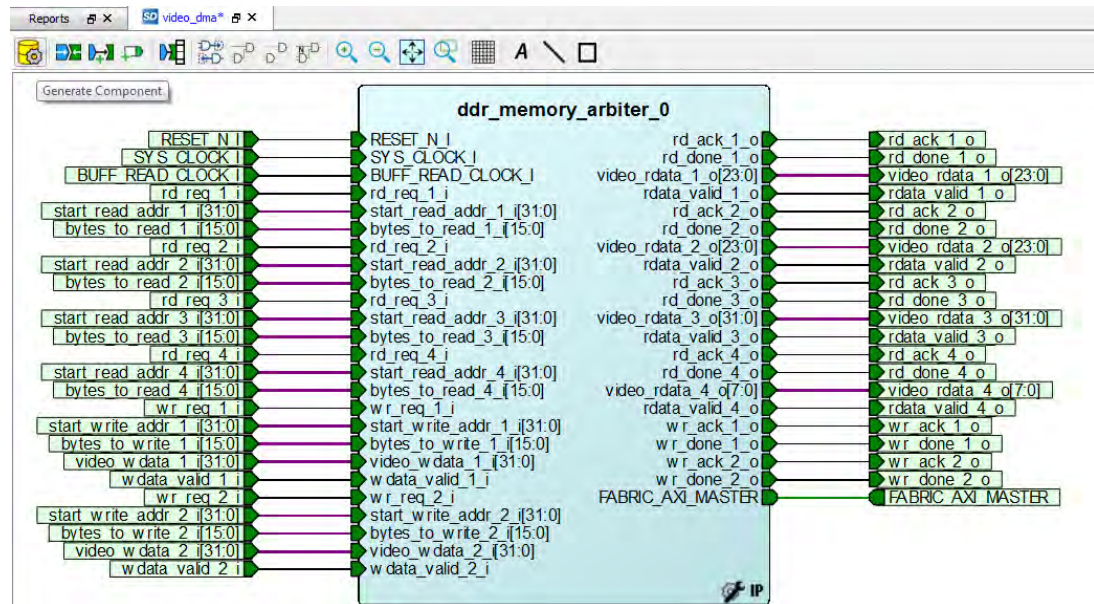 Reports
SD video_dma*
A
Generate Component
ddr_memory_arbiter_0
RESET_N_I RESET_N_I rd_ack_1_o rd_ack_1_o
SYS_CLOCK_I SYS_CLOCK_I rd_done_1_o rd_done_1_o
BUFF_READ_CLOCK_I BUFF_READ_CLOCK_I video_rdata_1_o[23:0] video_rdata_1_o[23:0]
rd_req_1_i rd_req_1_i rdata_valid_1_o rdata_valid_1_o
start_read_addr_1_i[31:0] start_read_addr_1_i[31:0] rd_ack_2_o rd_ack_2_o
bytes_to_read_1_i[15:0] bytes_to_read_1_i[15:0] rd_done_2_o rd_done_2_o
rd_req_2_i rd_req_2_i video_rdata_2_o[23:0] video_rdata_2_o[23:0]
start_read_addr_2_i[31:0] start_read_addr_2_i[31:0] rdata_valid_2_o rdata_valid_2_o
bytes_to_read_2_i[15:0] bytes_to_read_2_i[15:0] rd_ack_3_o rd_ack_3_o
rd_req_3_i rd_req_3_i rd_done_3_o rd_done_3_o
start_read_addr_3_i[31:0] start_read_addr_3_i[31:0] video_rdata_3_o[31:0] video_rdata_3_o[31:0]
bytes_to_read_3_i[15:0] bytes_to_read_3_i[15:0] rdata_valid_3_o rdata_valid_3_o
rd_req_4_i rd_req_4_i rd_ack_4_o rd_ack_4_o
start_read_addr_4_i[31:0] start_read_addr_4_i[31:0] rd_done_4_o rd_done_4_o
bytes_to_read_4_i[15:0] bytes_to_read_4_i[15:0] video_rdata_4_o[7:0] video_rdata_4_o[7:0]
wr_req_1_i wr_req_1_i rdata_valid_4_o rdata_valid_4_o
start_write_addr_1_i[31:0] start_write_addr_1_i[31:0] wr_ack_1_o wr_ack_1_o
bytes_to_write_1_i[15:0] bytes_to_write_1_i[15:0] wr_done_1_o wr_done_1_o
video_wdata_1_i[31:0] video_wdata_1_i[31:0] wr_ack_2_o wr_ack_2_o
wdata_valid_1_i wdata_valid_1_i wr_done_2_o wr_done_2_o
wr_req_2_i wr_req_2_i FABRIC_AXI_MASTER FABRIC_AXI_MASTER
start_write_addr_2_i[31:0] start_write_addr_2_i[31:0]
bytes_to_write_2_i[15:0] bytes_to_write_2_i[15:0]
video_wdata_2_i[31:0] video_wdata_2_i[31:0]
wdata_valid_2_i wdata_valid_2_i
IP